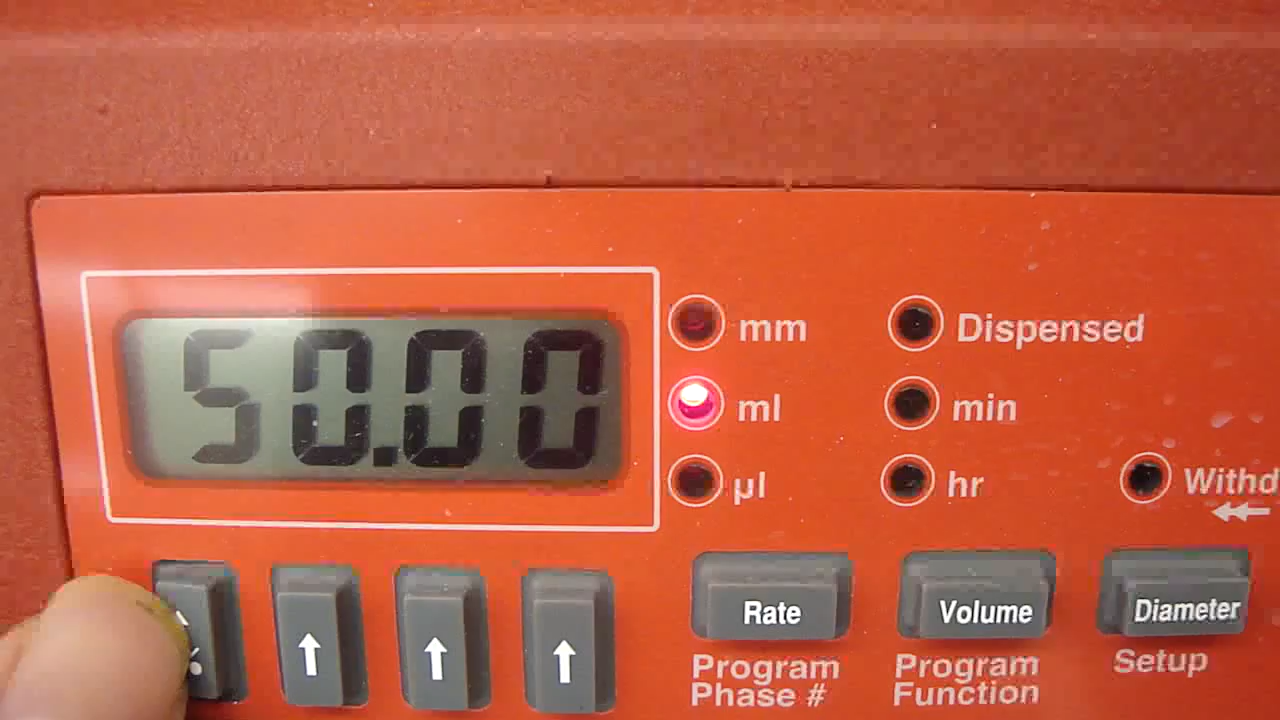 50.00
mm
Dispensed
ml
min
µl
hr
Withd
Rate
Volume
Diameter
Program
Phase #
Program
Function
Setup